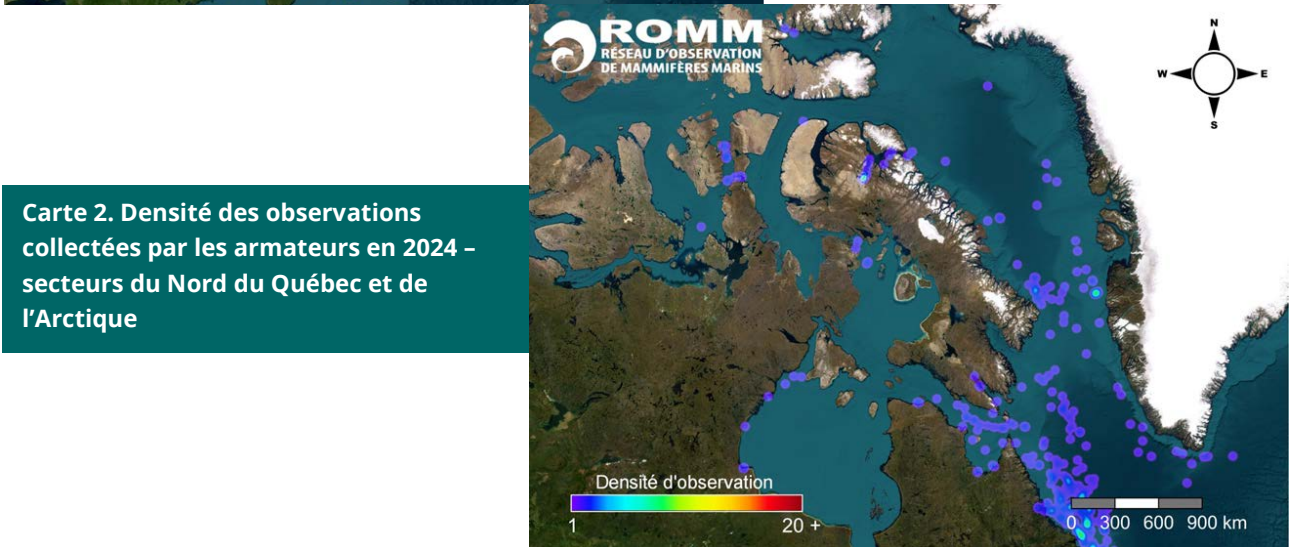 ROMM
RÉSEAU D'OBSERVATION
DE MAMMIFÈRES MARINS
N
W
E
S
Carte 2. Densité des observations
collectées par les armateurs en 2024 –
secteurs du Nord du Québec et de
l'Arctique
Densité d'observation
1
20 +
0 300 600 900 km